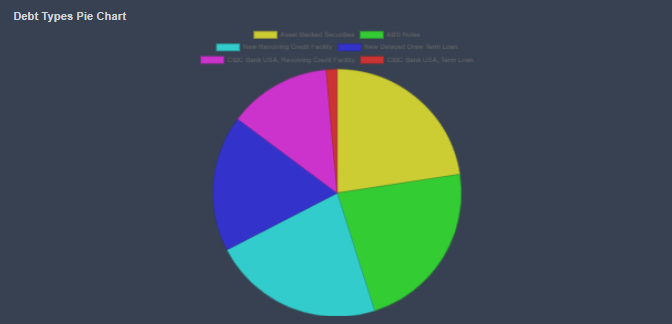 Debt Types Pie Chart
Asset Backed Securities ABS Notes
New Revolving Credit Facility New Delayed Draw Term Loan
CIBC Bank USA, Revolving Credit Facility CIBC Bank USA, Term Loan